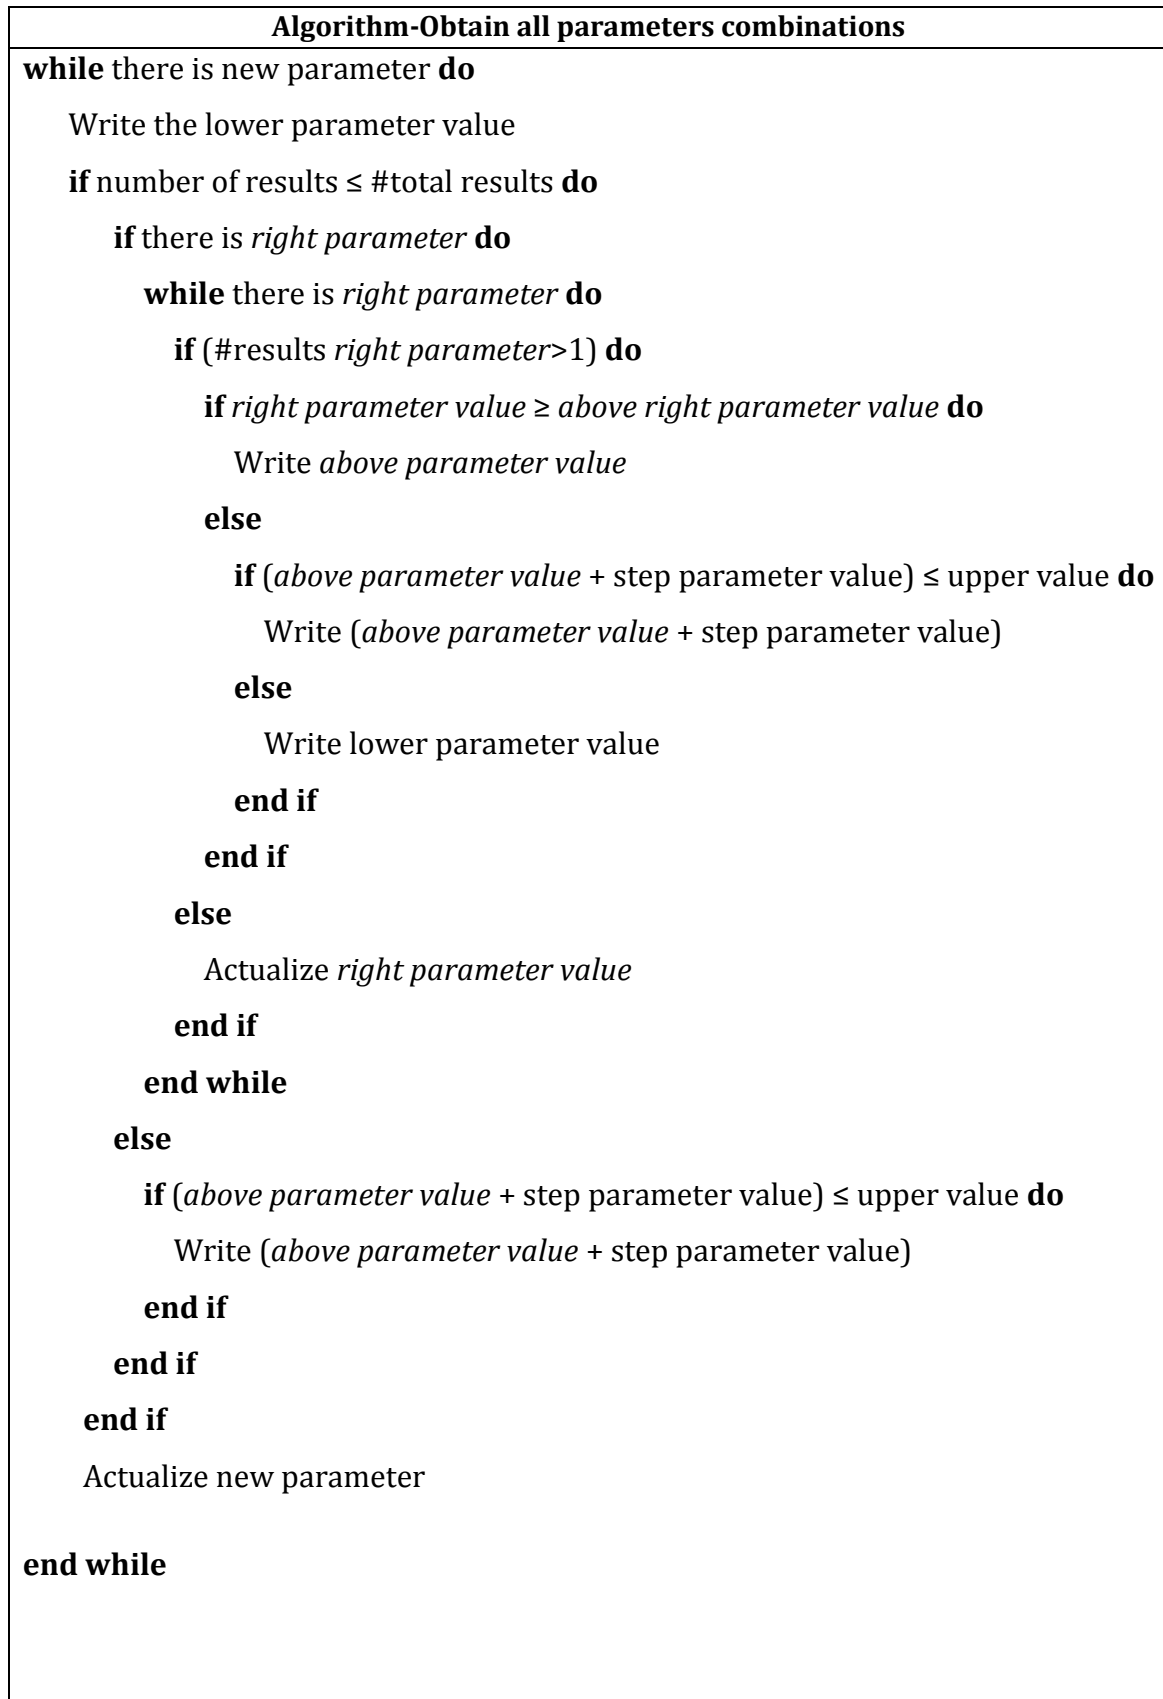 Algorithm-Obtain all parameters combinations
while there is new parameter do
Write the lower parameter value
if number of results ≤ #total results do
if there is right parameter do
while there is right parameter do
if (#results right parameter>1) do
if right parameter value ≥ above right parameter value do
Write above parameter value
else
if (above parameter value + step parameter value) ≤ upper value do
Write (above parameter value + step parameter value)
else
Write lower parameter value
end if
end if
else
Actualize right parameter value
end if
end while
else
if (above parameter value + step parameter value) ≤ upper value do
Write (above parameter value + step parameter value)
end if
end if
end if
Actualize new parameter
end while